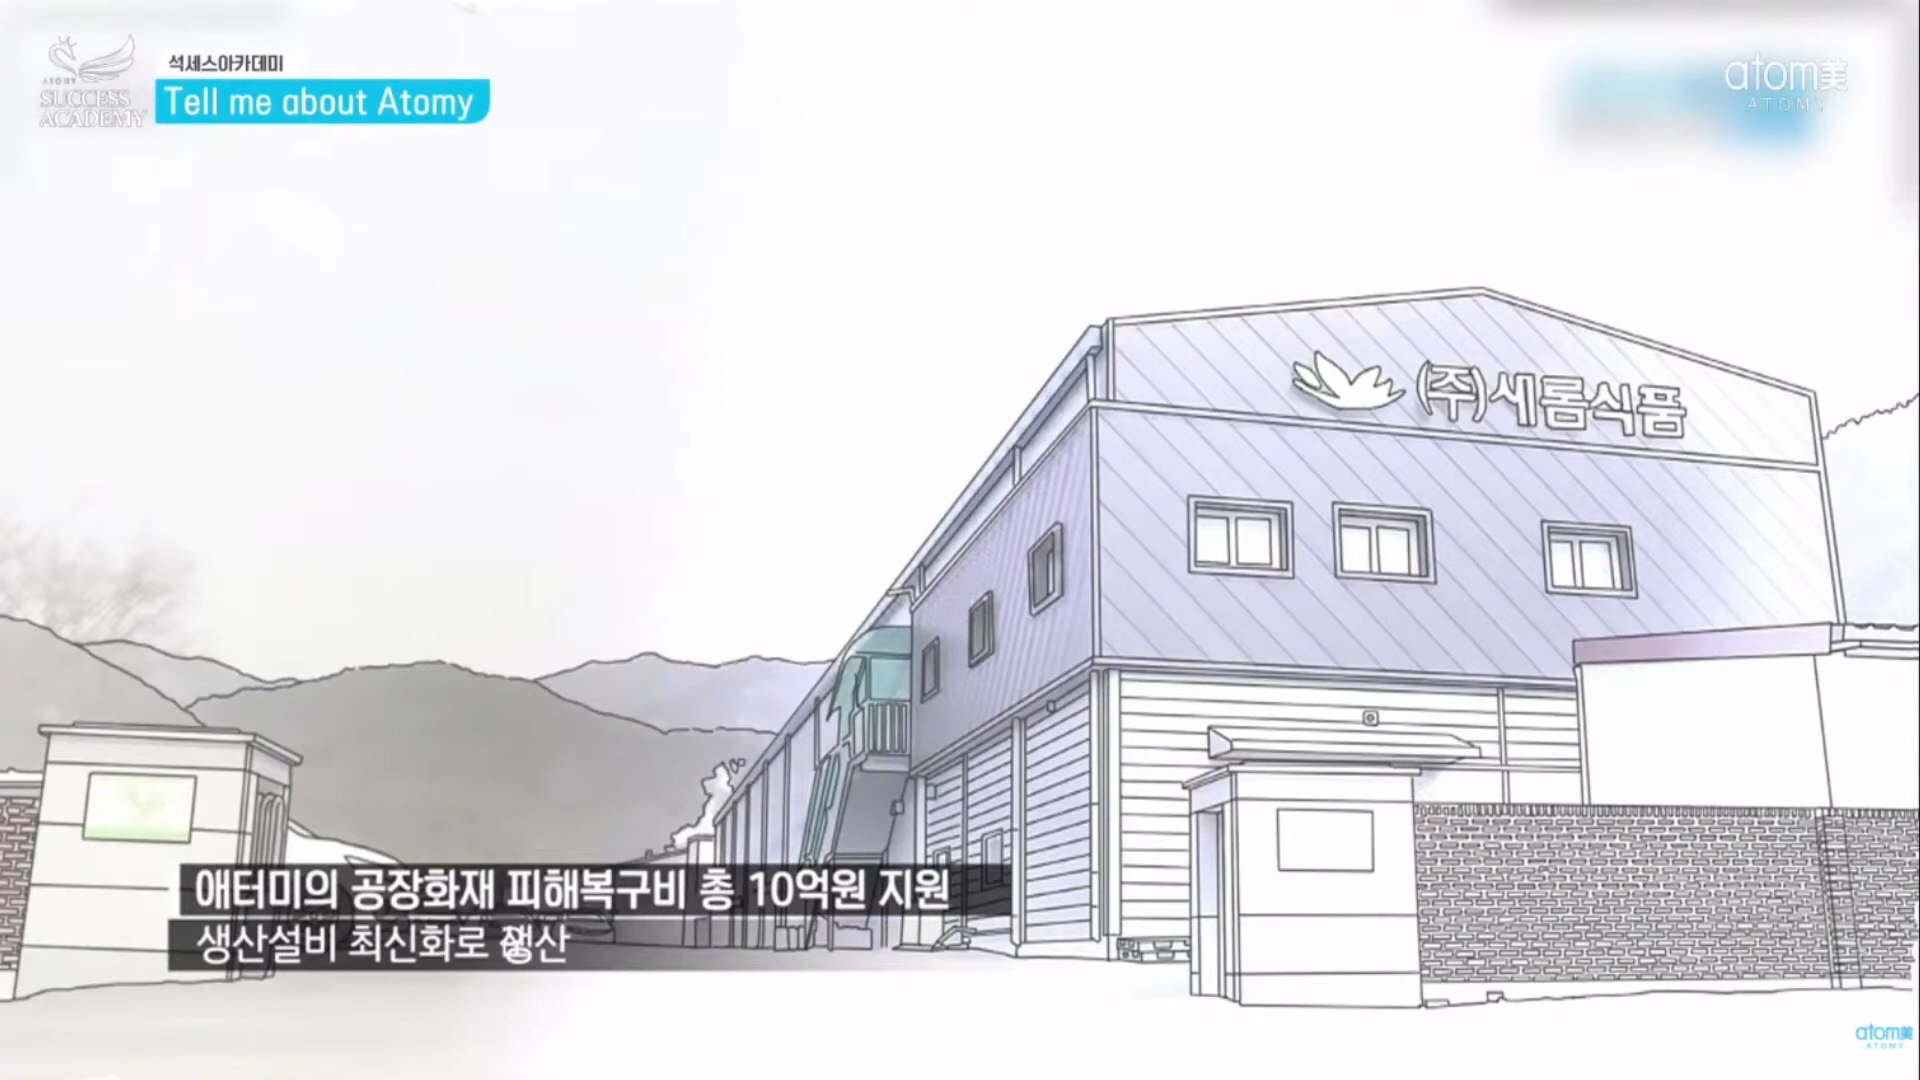 석세스아카데미
ATOMY
SUCCESS
ACADEMY
Tell me about Atomy
atom美
ATOMY
(주)새롬식품
애터미의 공장화재 피해복구비 총 10억원 지원
생산설비 최신화로
atom美
ATOMY